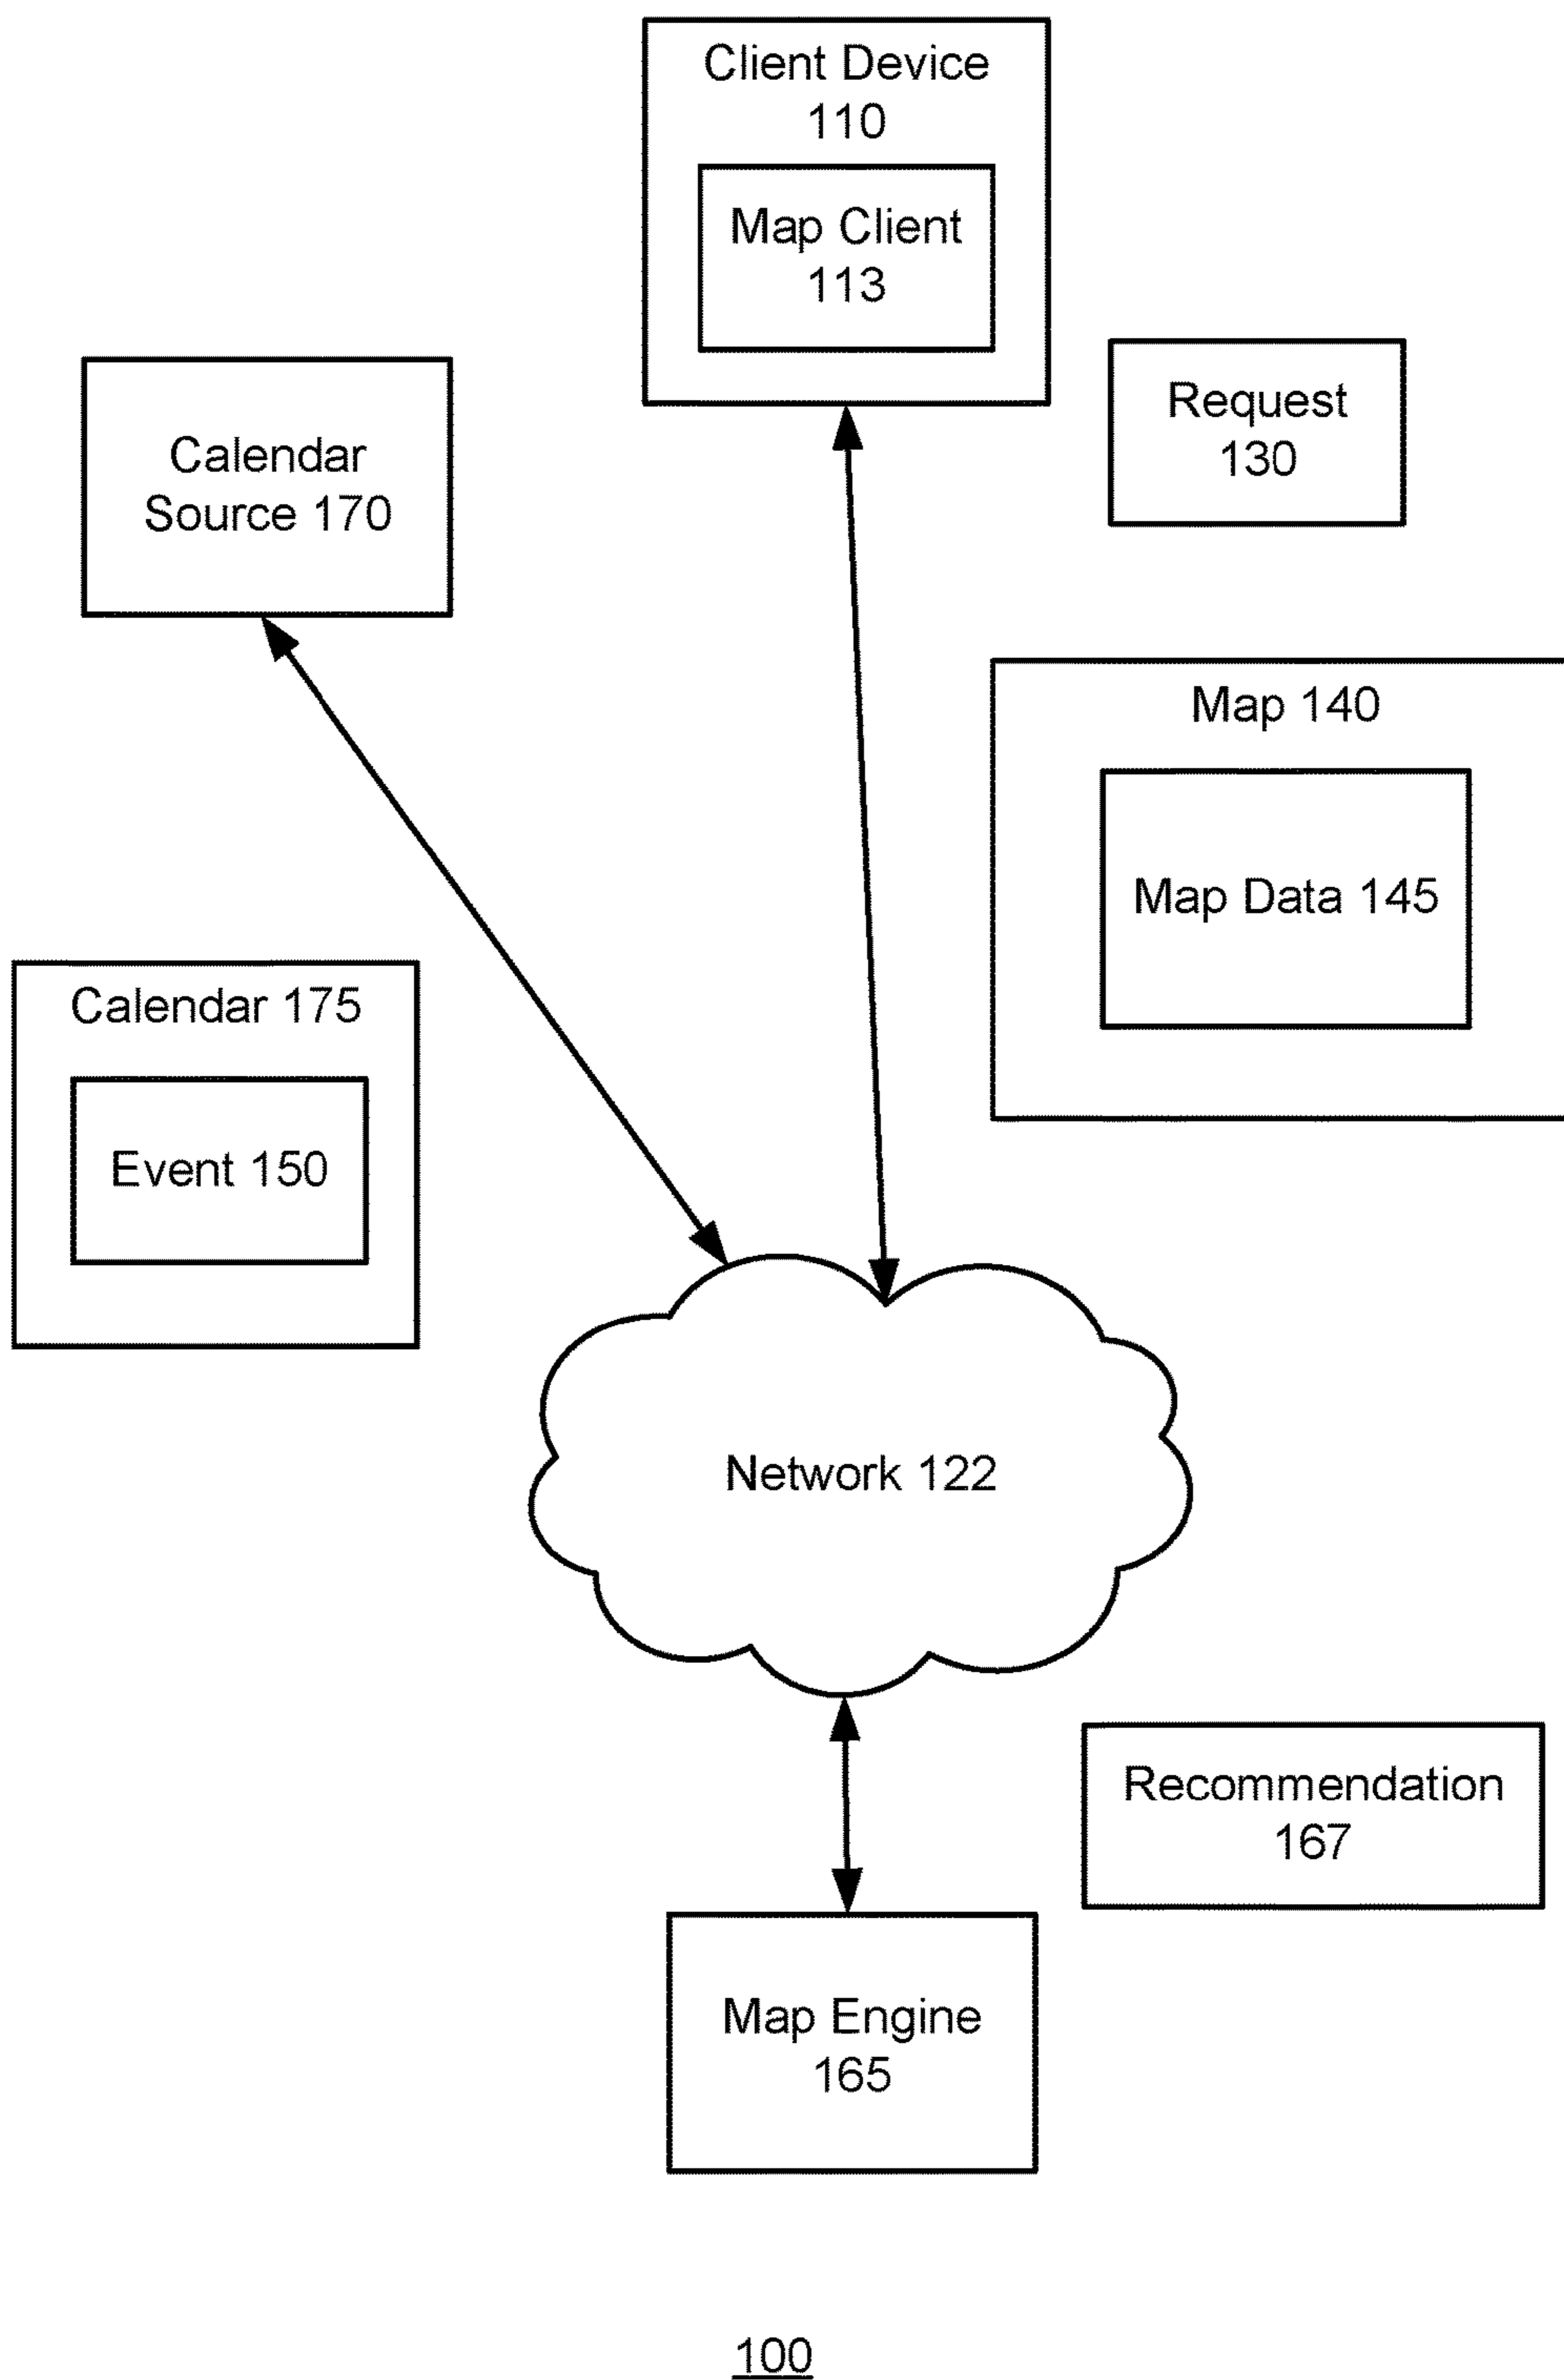 Client Device
110
Map Client
113
Request
130
Calendar
Source 170
Map 140
Map Data 145
Calendar 175
Event 150
Network 122
Recommendation
167
Map Engine
165
100